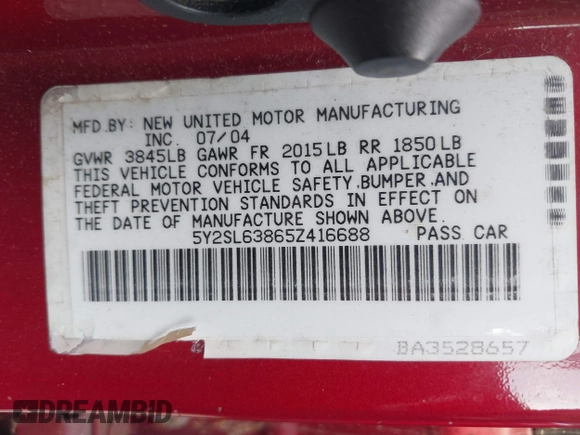 MFD.BY: NEW UNITED MOTOR MANUFACTURING
INC. 07/04
GVWR 3845LB GAWR FR 2015LB RR 1850LB
THIS VEHICLE CONFORMS TO ALL APPLICABLE
FEDERAL MOTOR VEHICLE SAFETY.BUMPER.AND
THEFT PREVENTION STANDARDS IN EFFECT ON
THE DATE OF MANUFACTURE SHOWN ABOVE.
5Y2SL63865Z416688 PASS. CAR
BA3528657
DREAMBID